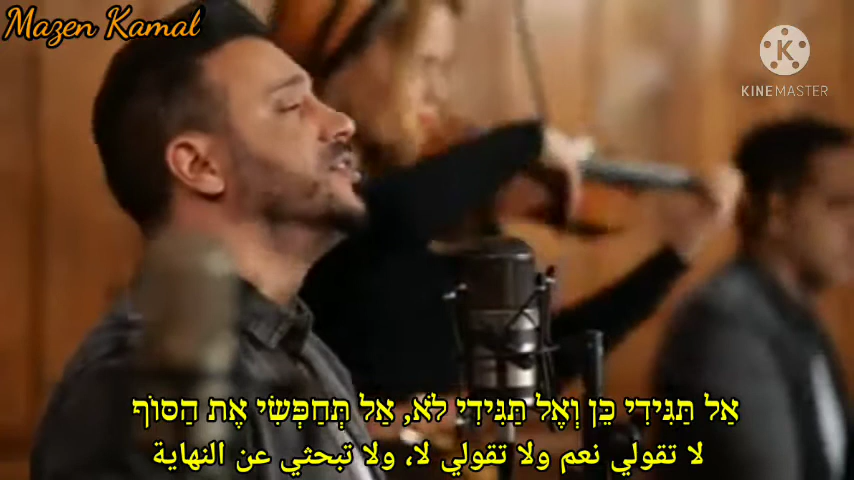 Mazen Kamal
KINEMASTER
אַל תַּגִּידִי כֵּן וְאֶל תַּגִּידִי לֹא, אַל תְּחַפְּשִׂי אֶת הַסּוֹף
لا تقولي نعم ولا تقولي لا، ولا تبحثي عن النهاية